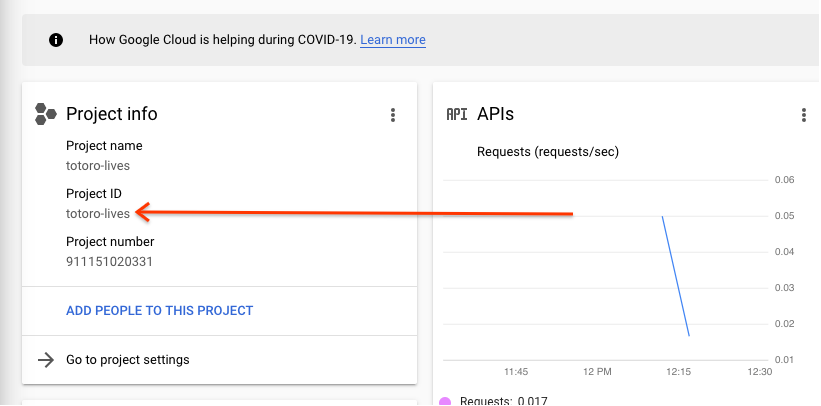 How Google Cloud is helping during COVID-19. Learn more
Project info
Project name
totoro-lives
Project ID
totoro-lives
Project number
911151020331
ADD PEOPLE TO THIS PROJECT
Go to project settings
API APIs
Requests (requests/sec)
0.06
0.05
0.04
0.03
0.02
0.01
11:45 12 PM 12:15 12:30
Requests: 0.017